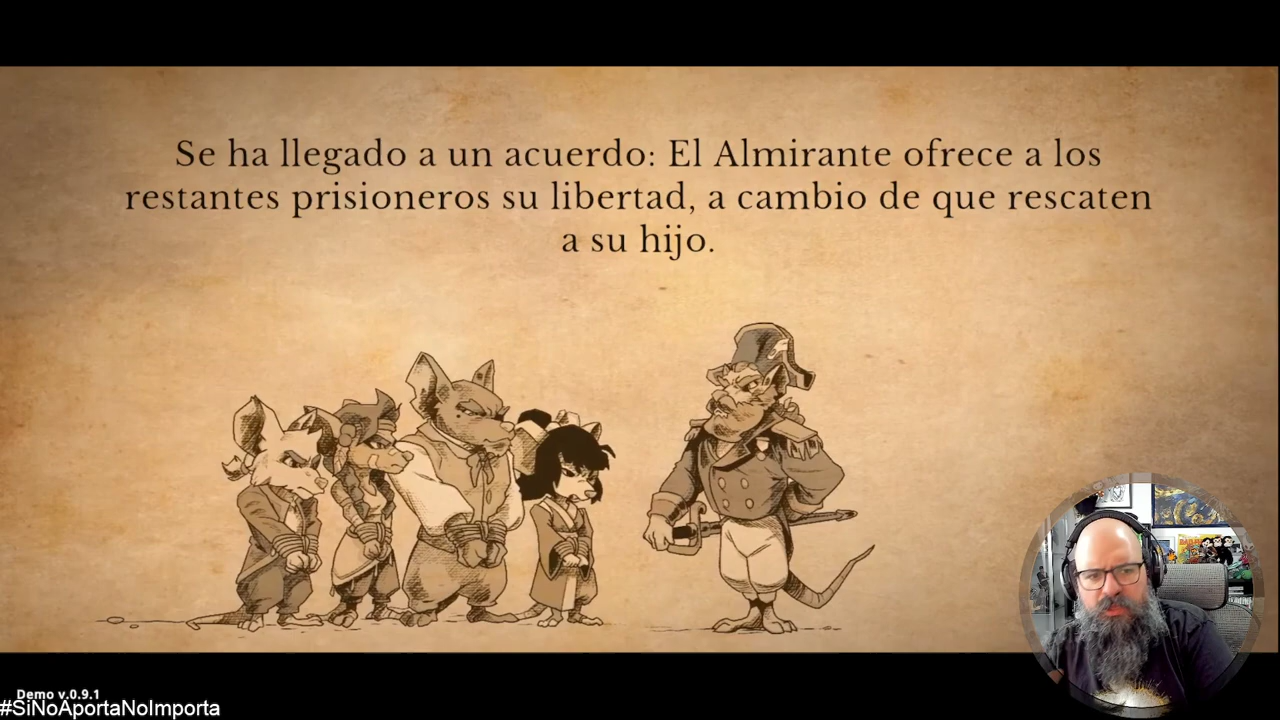 Se ha llegado a un acuerdo: El Almirante ofrece a los
restantes prisioneros su libertad, a cambio de que rescaten
a su hijo.
Demo v.0.9.1
#SiNoAportaNoImporta